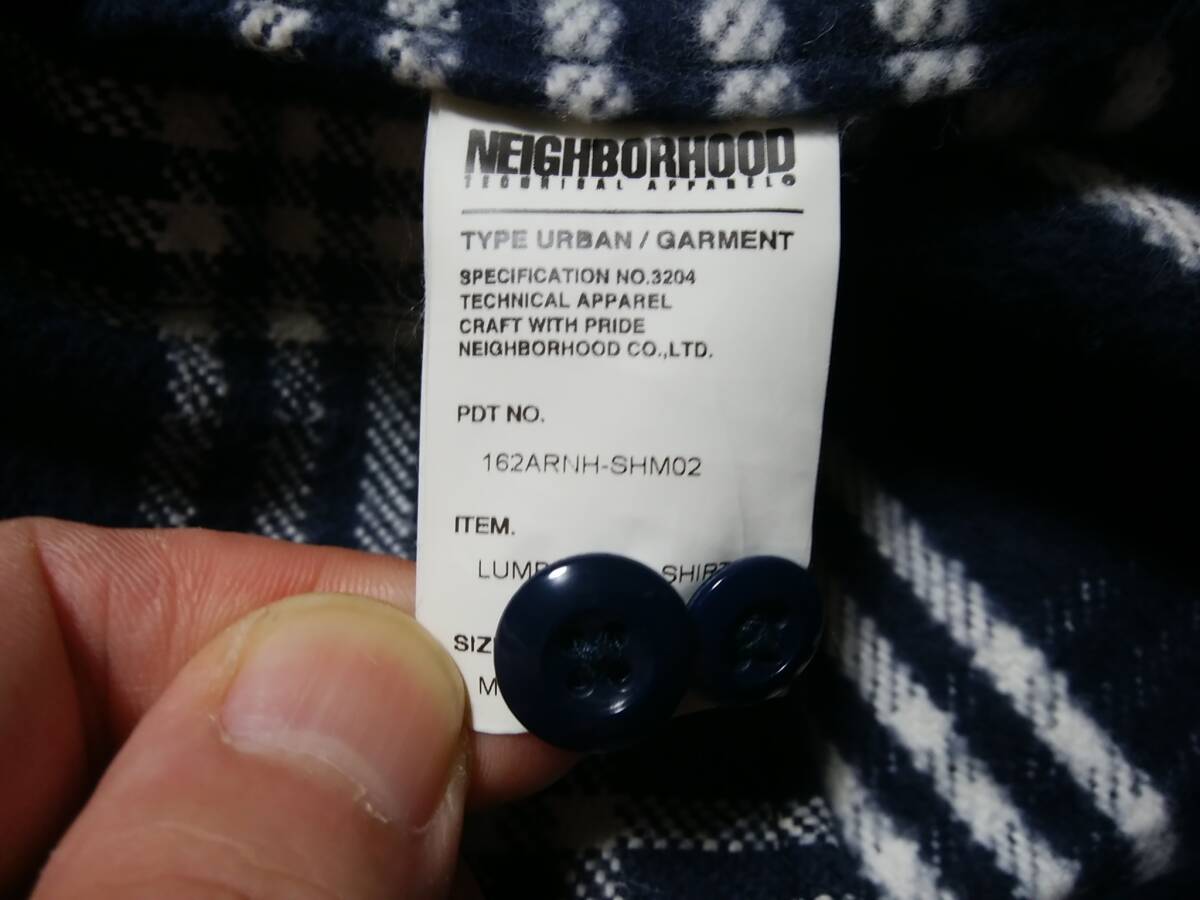 NEIGHBORHOOD
TECHNICAL APPAREL
TYPE URBAN / GARMENT
SPECIFICATION NO.3204
TECHNICAL APPAREL
CRAFT WITH PRIDE
NEIGHBORHOOD CO.,LTD.
PDT NO.
162ARNH-SHM02
ITEM.